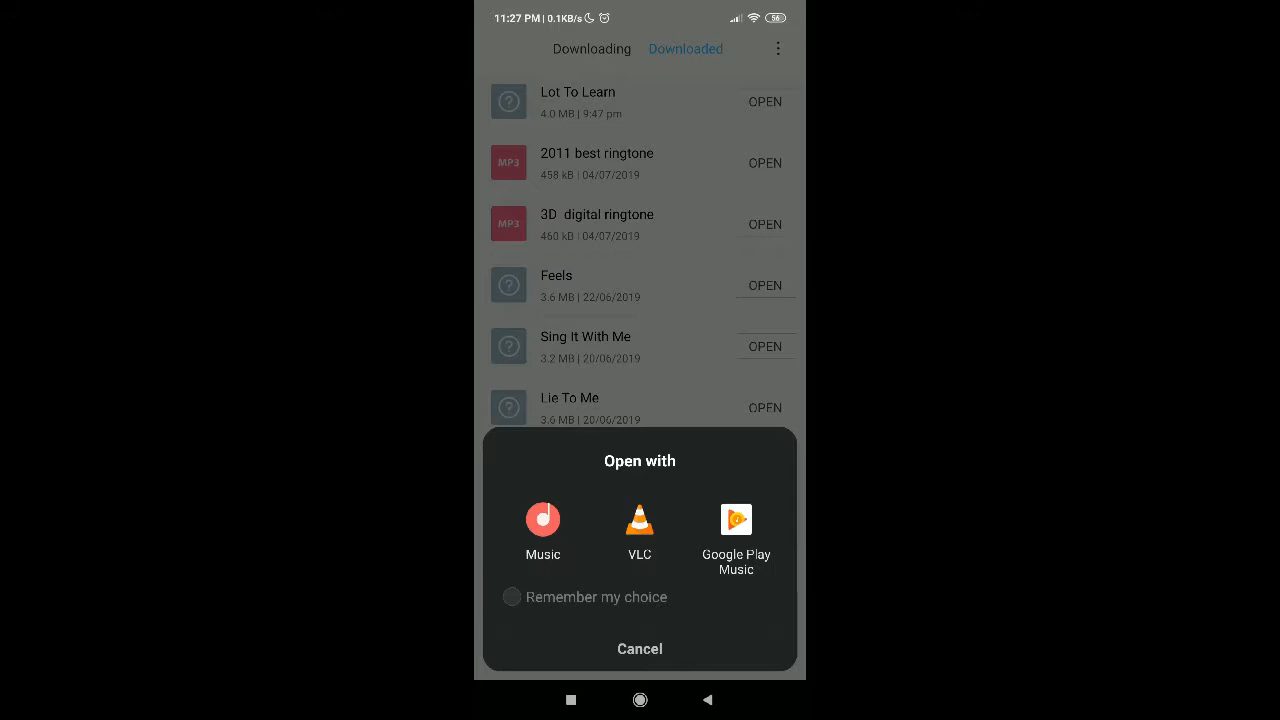 11:27 PM | 0.1KB/s 56
Downloading Downloaded
Lot To Learn
4.0 MB | 9:47 pm
OPEN
MP3
2011 best ringtone
458 kB | 04/07/2019
OPEN
MP3
3D digital ringtone
460 kB | 04/07/2019
OPEN
Feels
3.6 MB | 22/06/2019
OPEN
Sing It With Me
3.2 MB | 20/06/2019
OPEN
Lie To Me
3.6 MB | 20/06/2019
OPEN
Open with
Music
VLC
Google Play
Music
Remember my choice
Cancel